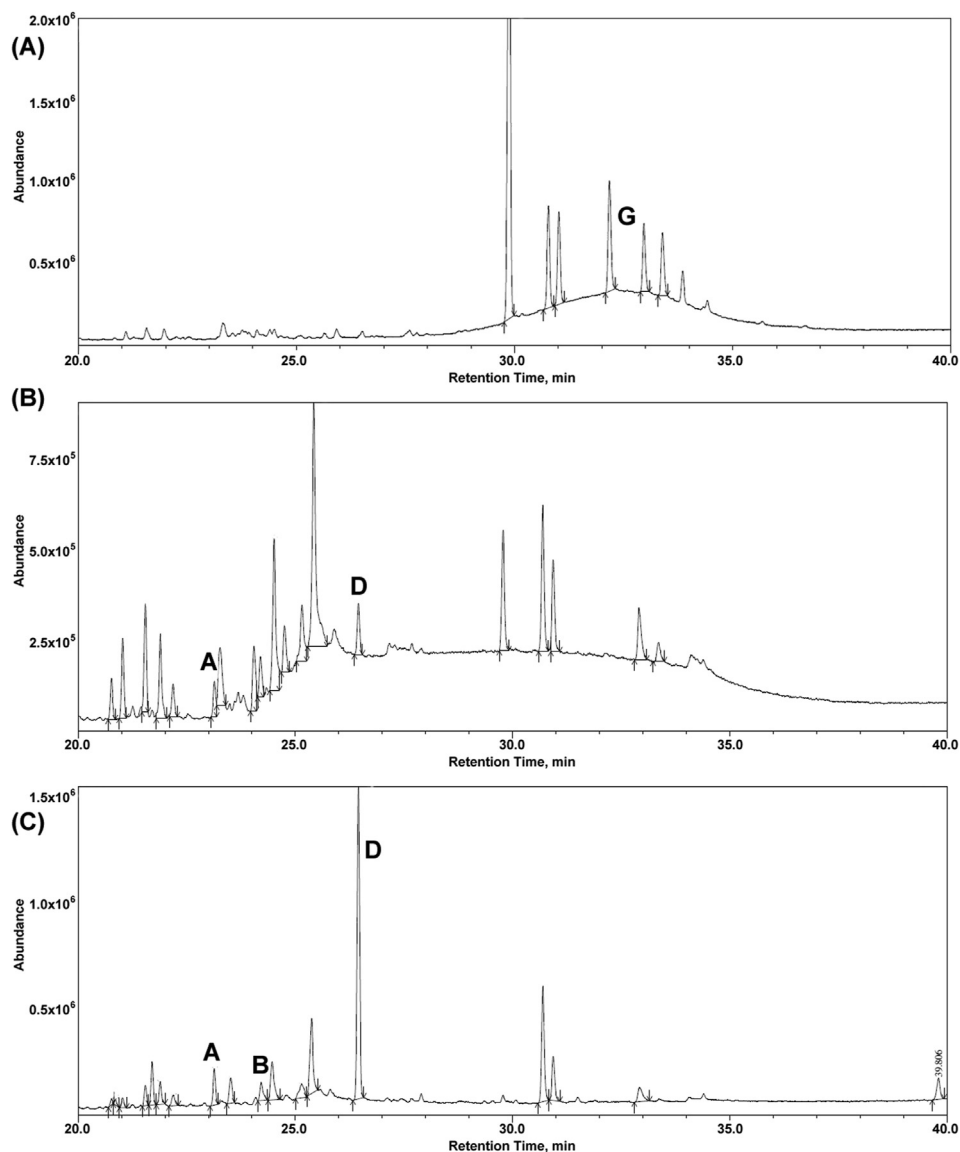 (A)
2.0x10⁶
1.5x10⁶
1.0x10⁶
0.5x10⁶
Abundance
G
20.0 25.0 30.0 35.0 40.0
Retention Time, min
(B)
7.5x10⁵
5.0x10⁵
2.5x10⁵
Abundance
A
D
20.0 25.0 30.0 35.0 40.0
Retention Time, min
(C)
1.5x10⁶
1.0x10⁶
0.5x10⁶
Abundance
D
A
B
39.806
20.0 25.0 30.0 35.0 40.0
Retention Time, min